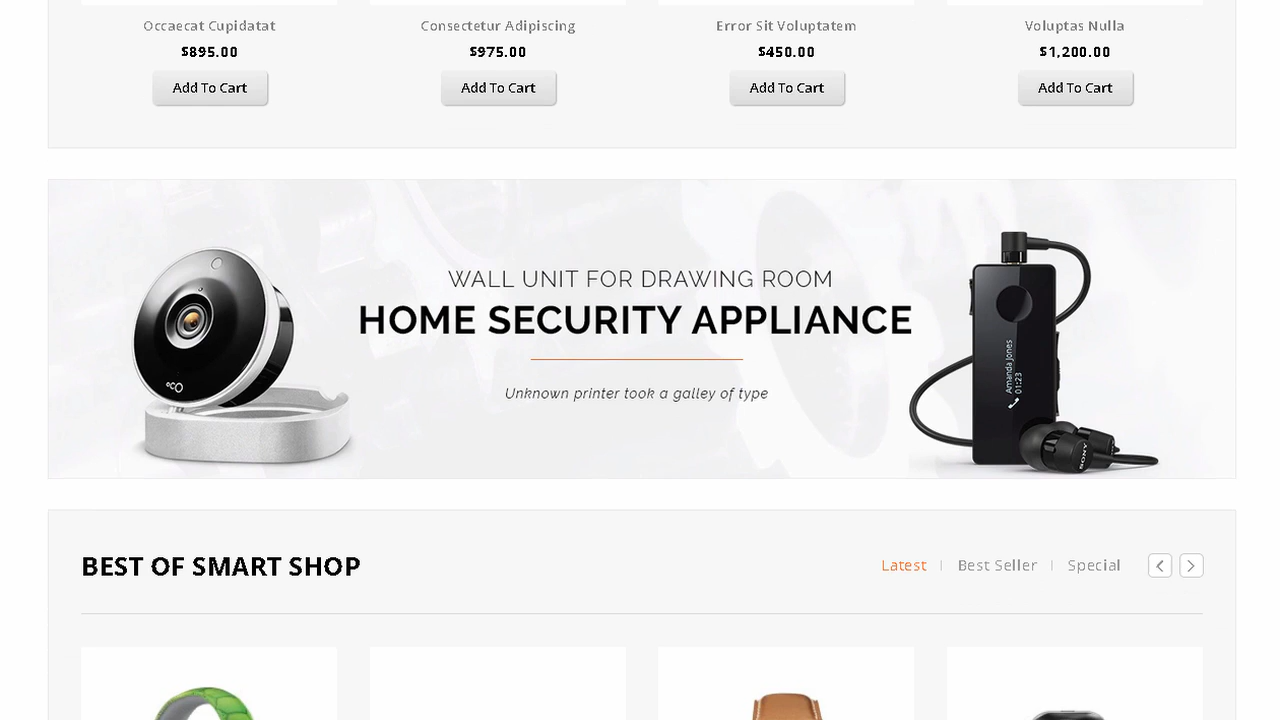 Occaecat Cupidatat
Consectetur Adipiscing
Error Sit Voluptatem
Voluptas Nulla
$895.00
$975.00
$450.00
$1,200.00
Add To Cart
Add To Cart
Add To Cart
Add To Cart
WALL UNIT FOR DRAWING ROOM
HOME SECURITY APPLIANCE
Unknown printer took a galley of type
oco
Amanda Jones
01:23
SONY
BEST OF SMART SHOP
Latest
Best Seller
Special